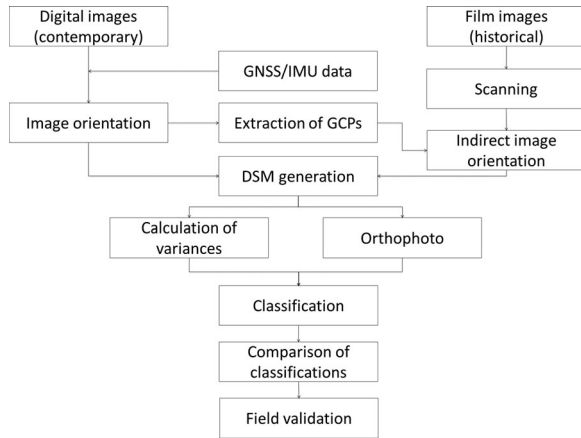 Digital images
(contemporary)
Film images
(historical)
GNSS/IMU data
Scanning
Image orientation
Extraction of GCPs
Indirect image
orientation
DSM generation
Calculation of
variances
Orthophoto
Classification
Comparison of
classifications
Field validation